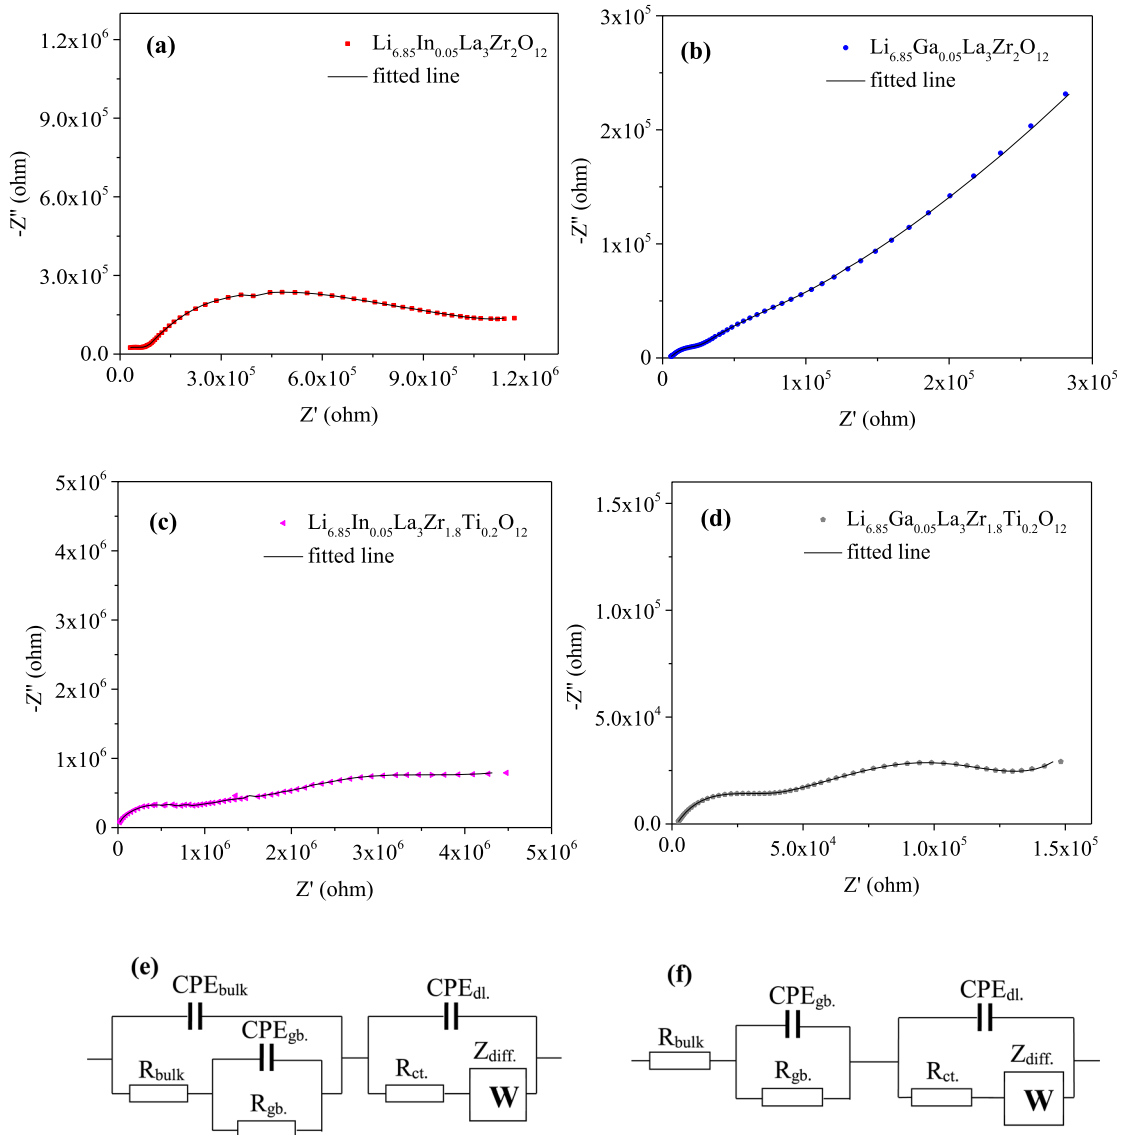 (a)
Li6.85In0.05La3Zr2O12
fitted line
1.2x10^6
9.0x10^5
6.0x10^5
3.0x10^5
0.0
-Z" (ohm)
0.0 3.0x10^5 6.0x10^5 9.0x10^5 1.2x10^6
Z' (ohm)
(b)
Li6.85Ga0.05La3Zr2O12
fitted line
3x10^5
2x10^5
1x10^5
0
-Z" (ohm)
0 1x10^5 2x10^5 3x10^5
Z' (ohm)
(c)
Li6.85In0.05La3Zr1.8Ti0.2O12
fitted line
5x10^6
4x10^6
3x10^6
2x10^6
1x10^6
0
-Z" (ohm)
0 1x10^6 2x10^6 3x10^6 4x10^6 5x10^6
Z' (ohm)
(d)
Li6.85Ga0.05La3Zr1.8Ti0.2O12
fitted line
1.5x10^5
1.0x10^5
5.0x10^4
0.0
-Z" (ohm)
0.0 5.0x10^4 1.0x10^5 1.5x10^5
Z' (ohm)
(e)
CPEbulk
CPEgb.
Rbulk
Rgb.
CPEdl.
Zdiff.
Rct.
W
(f)
CPEgb.
Rbulk
Rgb.
CPEdl.
Zdiff.
Rct.
W